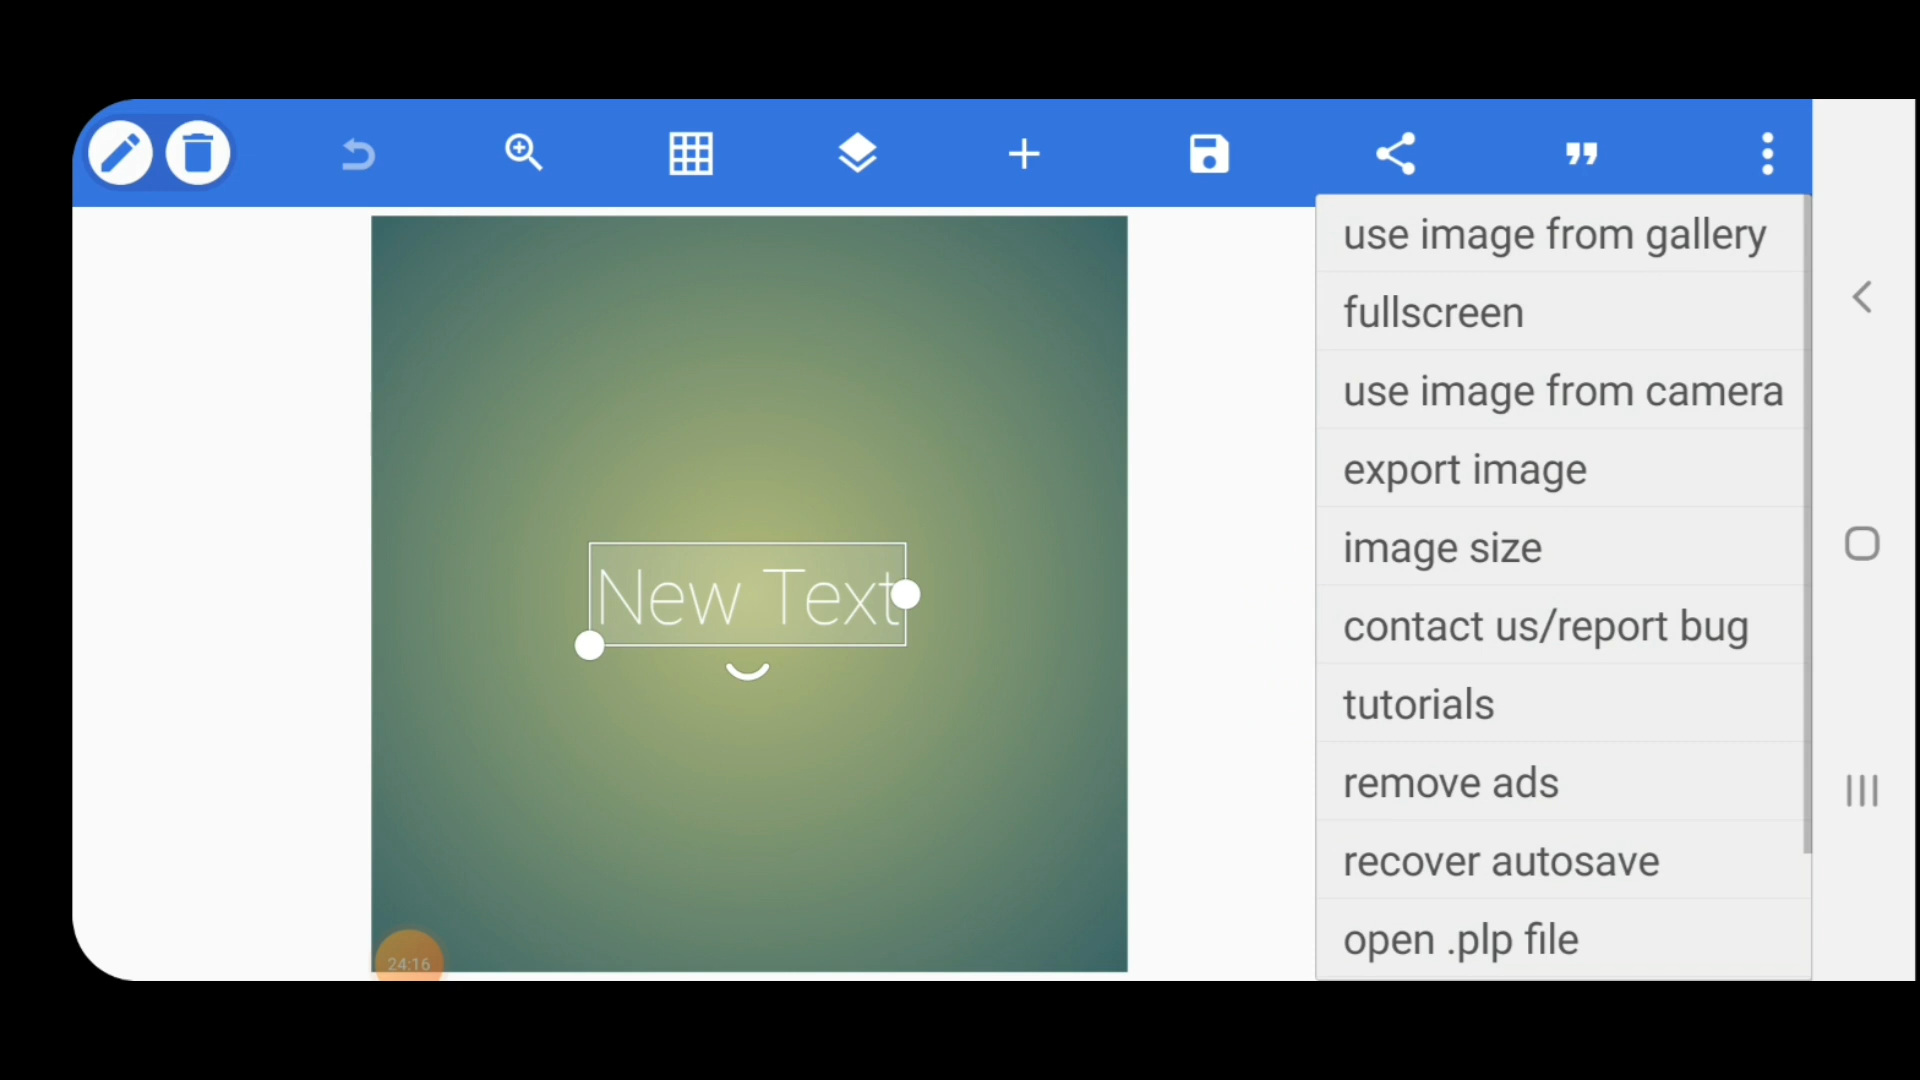 use image from gallery
fullscreen
use image from camera
export image
image size
contact us/report bug
tutorials
remove ads
recover autosave
open .plp file
New Text
24:16